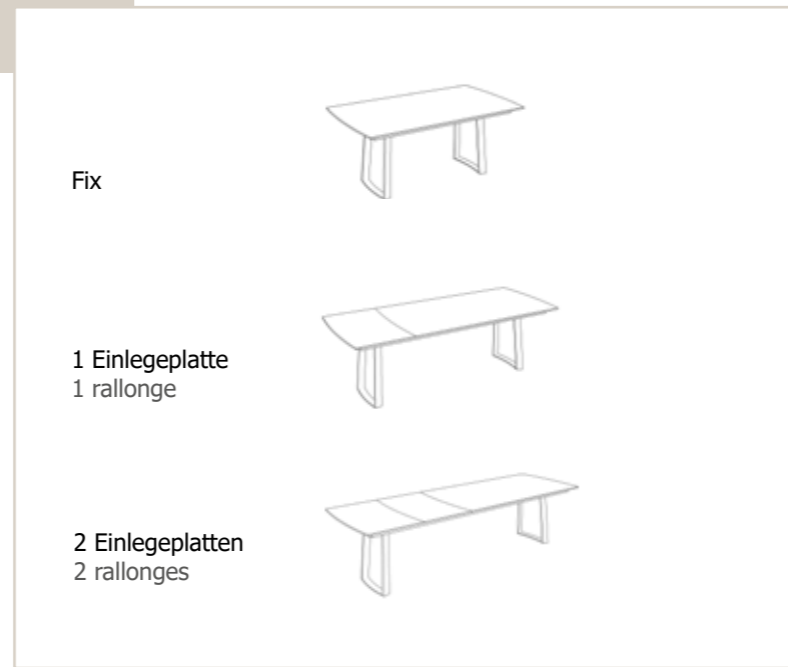 Fix
1 Einlegeplatte
1 rallonge
2 Einlegeplatten
2 rallonges